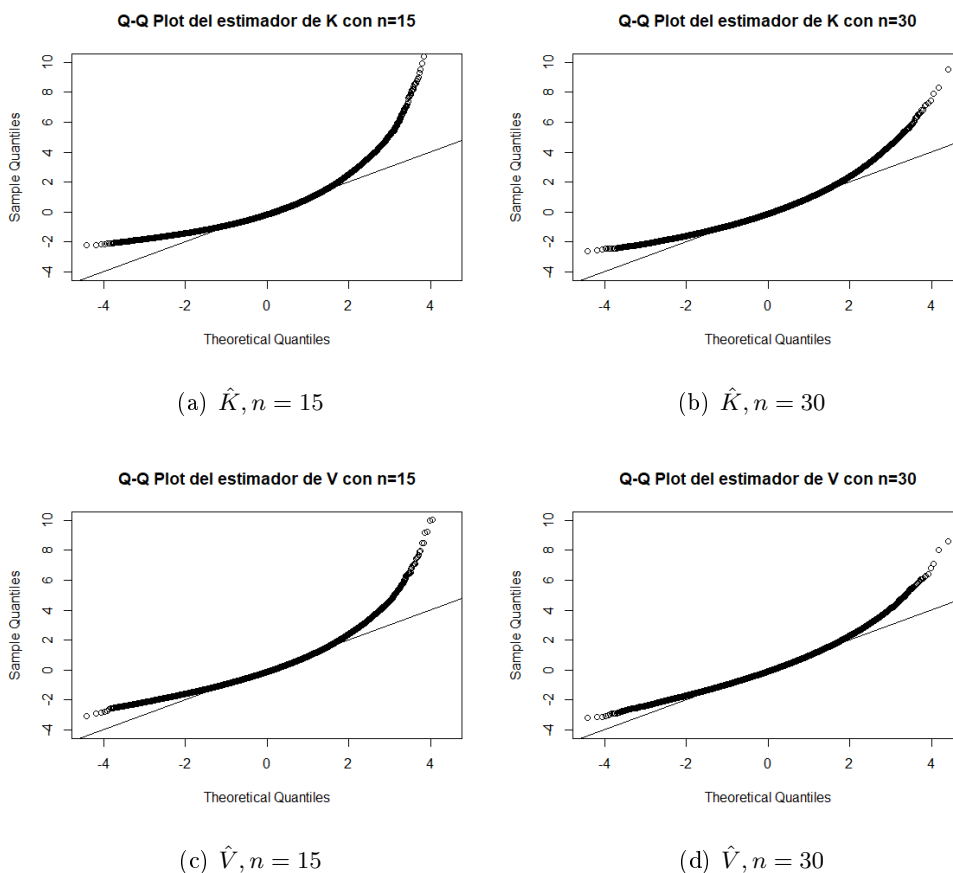 Q-Q Plot del estimador de K con n=15
Sample Quantiles
10
8
6
4
2
0
-2
-4
-4 -2 0 2 4
Theoretical Quantiles
(a) K̂, n = 15
Q-Q Plot del estimador de K con n=30
Sample Quantiles
10
8
6
4
2
0
-2
-4
-4 -2 0 2 4
Theoretical Quantiles
(b) K̂, n = 30
Q-Q Plot del estimador de V con n=15
Sample Quantiles
10
8
6
4
2
0
-2
-4
-4 -2 0 2 4
Theoretical Quantiles
(c) V̂, n = 15
Q-Q Plot del estimador de V con n=30
Sample Quantiles
10
8
6
4
2
0
-2
-4
-4 -2 0 2 4
Theoretical Quantiles
(d) V̂, n = 30